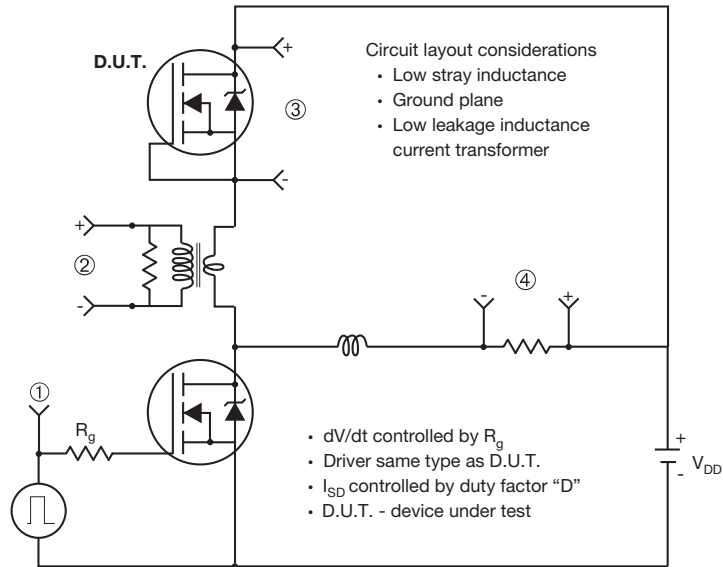 D.U.T.
+
-
③
Circuit layout considerations
• Low stray inductance
• Ground plane
• Low leakage inductance
current transformer
+
②
-
④
- +
①
Rg
• dV/dt controlled by Rg
• Driver same type as D.U.T.
• ISD controlled by duty factor “D”
• D.U.T. - device under test
+
-
VDD